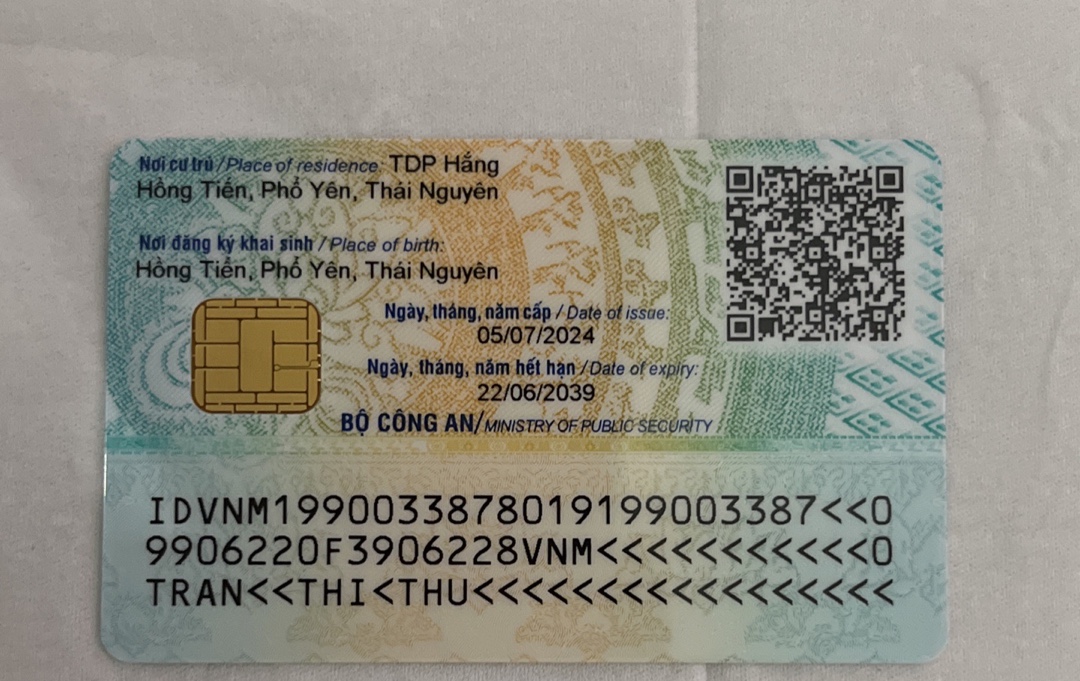 Nơi cư trú / Place of residence: TDP Hắng
Hồng Tiến, Phổ Yên, Thái Nguyên
Nơi đăng ký khai sinh / Place of birth:
Hồng Tiến, Phổ Yên, Thái Nguyên
Ngày, tháng, năm cấp / Date of issue:
05/07/2024
Ngày, tháng, năm hết hạn / Date of expiry:
22/06/2039
BỘ CÔNG AN/MINISTRY OF PUBLIC SECURITY
IDVNM1990033878019199003387<<0
9906220F3906228VNM<<<<<<<<<<<0
TRAN<<THI<THU<<<<<<<<<<<<<<<<<